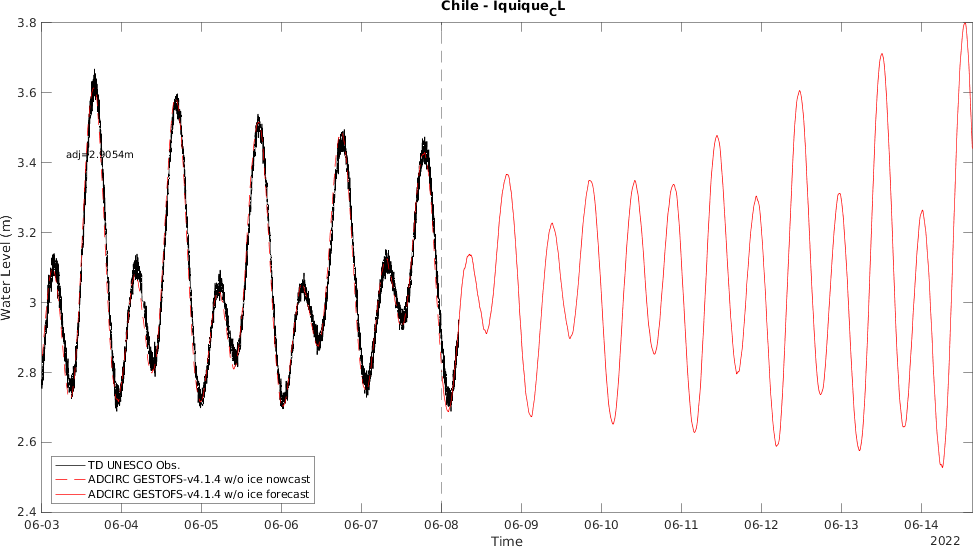 Chile - Iquique_CL
3.8
3.6
3.4
3.2
3
2.8
2.6
2.4
Water Level (m)
adj=2.9054m
TD UNESCO Obs.
ADCIRC GESTOFS-v4.1.4 w/o ice nowcast
ADCIRC GESTOFS-v4.1.4 w/o ice forecast
06-03 06-04 06-05 06-06 06-07 06-08 06-09 06-10 06-11 06-12 06-13 06-14
Time
2022